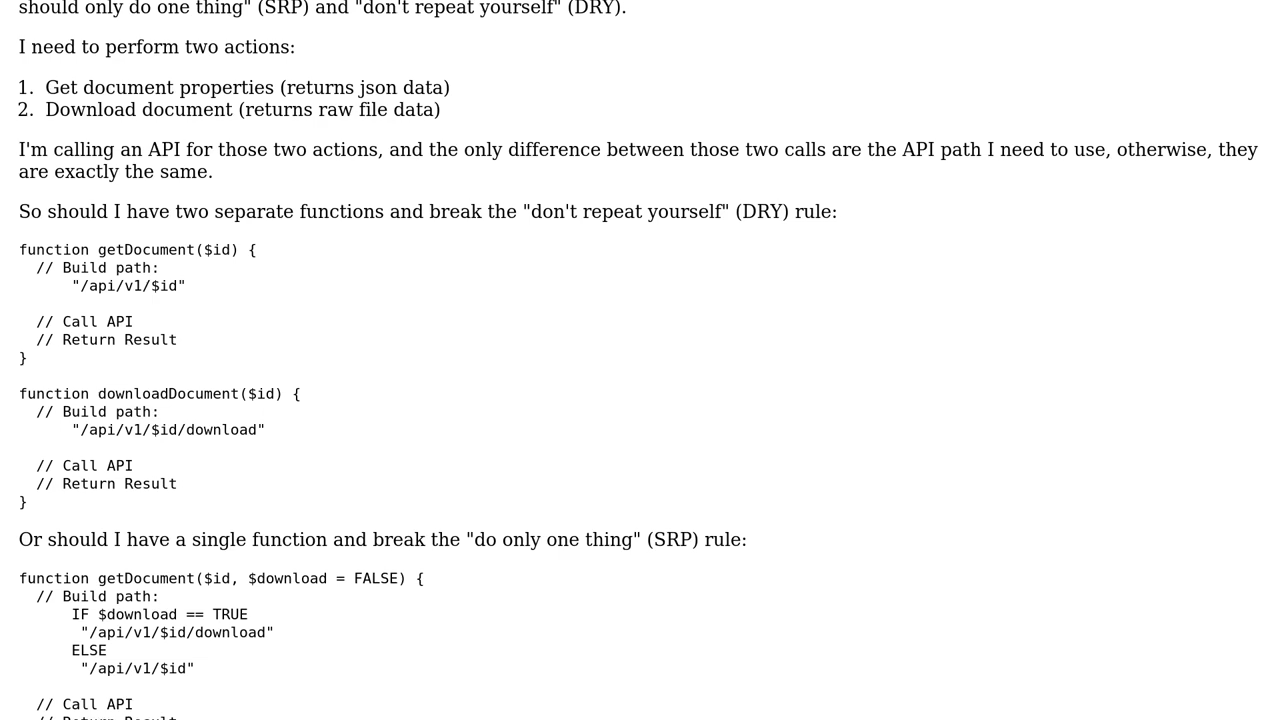 should only do one thing" (SRP) and "don't repeat yourself" (DRY).
I need to perform two actions:
1. Get document properties (returns json data)
2. Download document (returns raw file data)
I'm calling an API for those two actions, and the only difference between those two calls are the API path I need to use, otherwise, they
are exactly the same.
So should I have two separate functions and break the "don't repeat yourself" (DRY) rule:
function getDocument($id) {
  // Build path:
      "/api/v1/$id"
  // Call API
  // Return Result
}
function downloadDocument($id) {
  // Build path:
      "/api/v1/$id/download"
  // Call API
  // Return Result
}
Or should I have a single function and break the "do only one thing" (SRP) rule:
function getDocument($id, $download = FALSE) {
  // Build path:
      IF $download == TRUE
       "/api/v1/$id/download"
      ELSE
       "/api/v1/$id"
  // Call API
  // Return Result